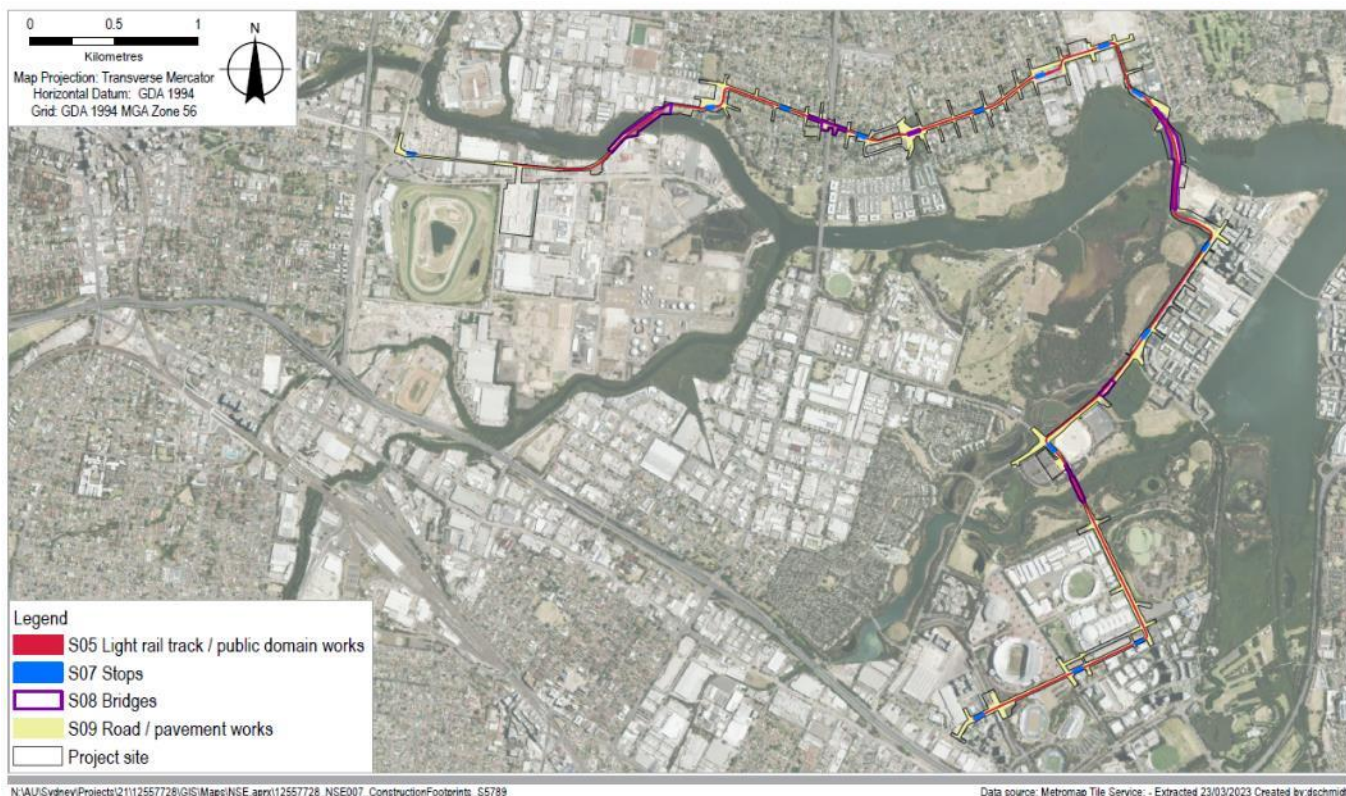 0 0.5 1
Kilometres
Map Projection: Transverse Mercator
Horizontal Datum: GDA 1994
Grid: GDA 1994 MGA Zone 56
N
Legend
S05 Light rail track / public domain works
S07 Stops
S08 Bridges
S09 Road / pavement works
Project site
N:\AU\Sydney\Projects\21\12557728\GIS\Maps\NSE.aprx\12557728_NSE007_ConstructionFootprints_S5789
Data source: Metromap Tile Service: - Extracted 23/03/2023 Created by:dschmidt